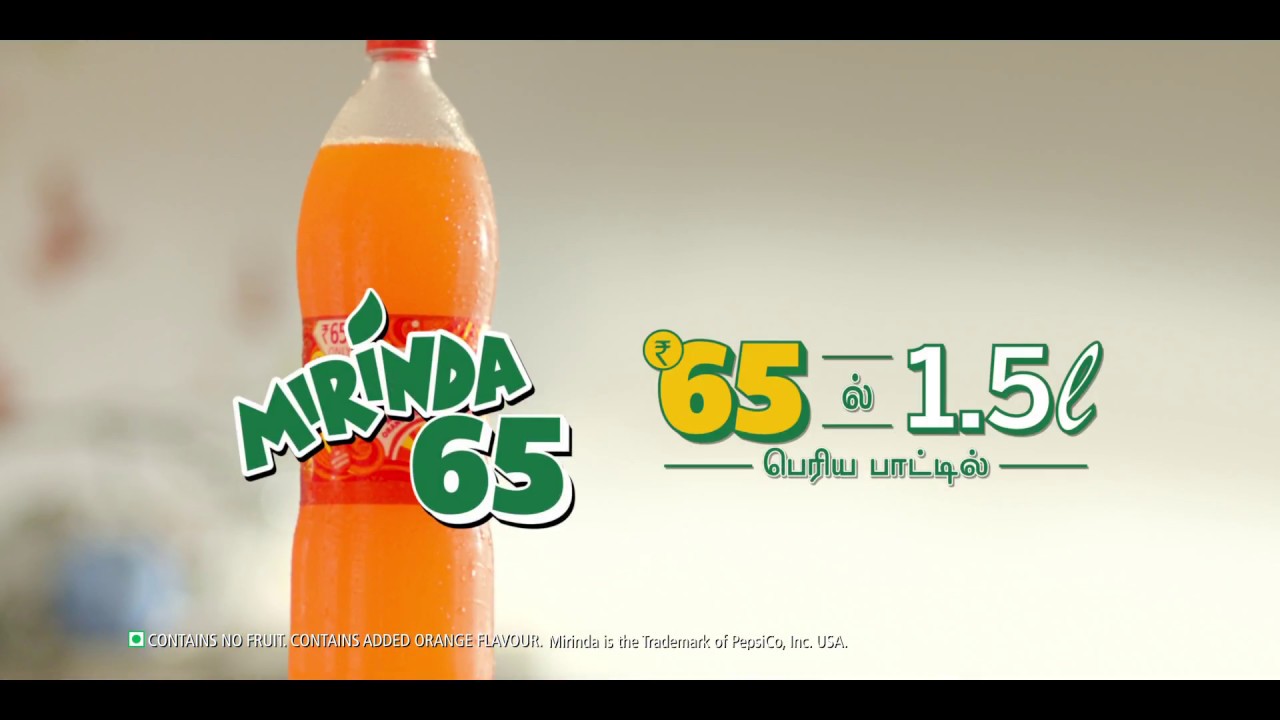 ₹65
MIRINDA
65
₹65 ல் 1.5l
பெரிய பாட்டில்
CONTAINS NO FRUIT. CONTAINS ADDED ORANGE FLAVOUR. Mirinda is the Trademark of PepsiCo, Inc. USA.